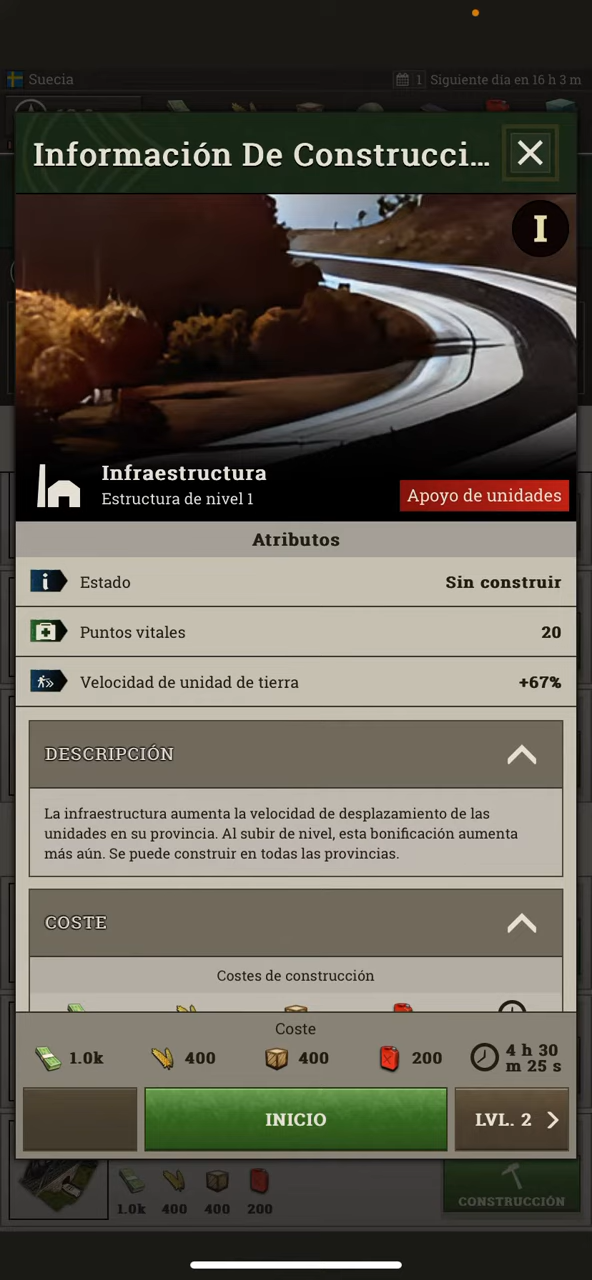 Suecia
1 Siguiente día en 16 h 3 m
Información De Construcci...
I
Infraestructura
Estructura de nivel 1
Apoyo de unidades
Atributos
Estado
Sin construir
Puntos vitales
20
Velocidad de unidad de tierra
+67%
DESCRIPCIÓN
La infraestructura aumenta la velocidad de desplazamiento de las
unidades en su provincia. Al subir de nivel, esta bonificación aumenta
más aún. Se puede construir en todas las provincias.
COSTE
Costes de construcción
Coste
1.0k
400
400
200
4 h 30
m 25 s
INICIO
LVL. 2
1.0k 400 400 200
CONSTRUCCIÓN